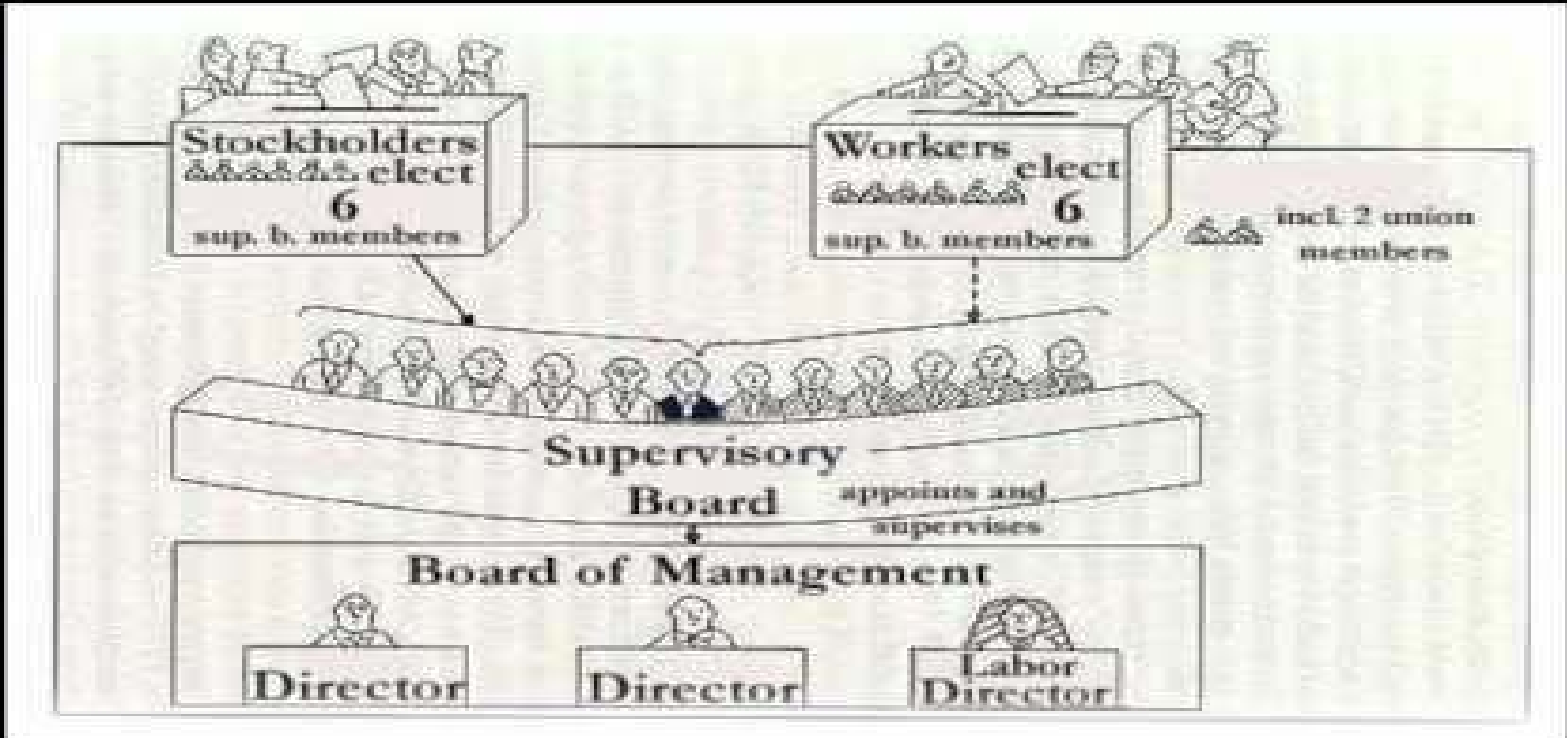 Stockholders
elect
6
sup. b. members
Workers
elect
6
sup. b. members
incl. 2 union
members
Supervisory
Board
appoints and
supervises
Board of Management
Director
Director
Labor
Director